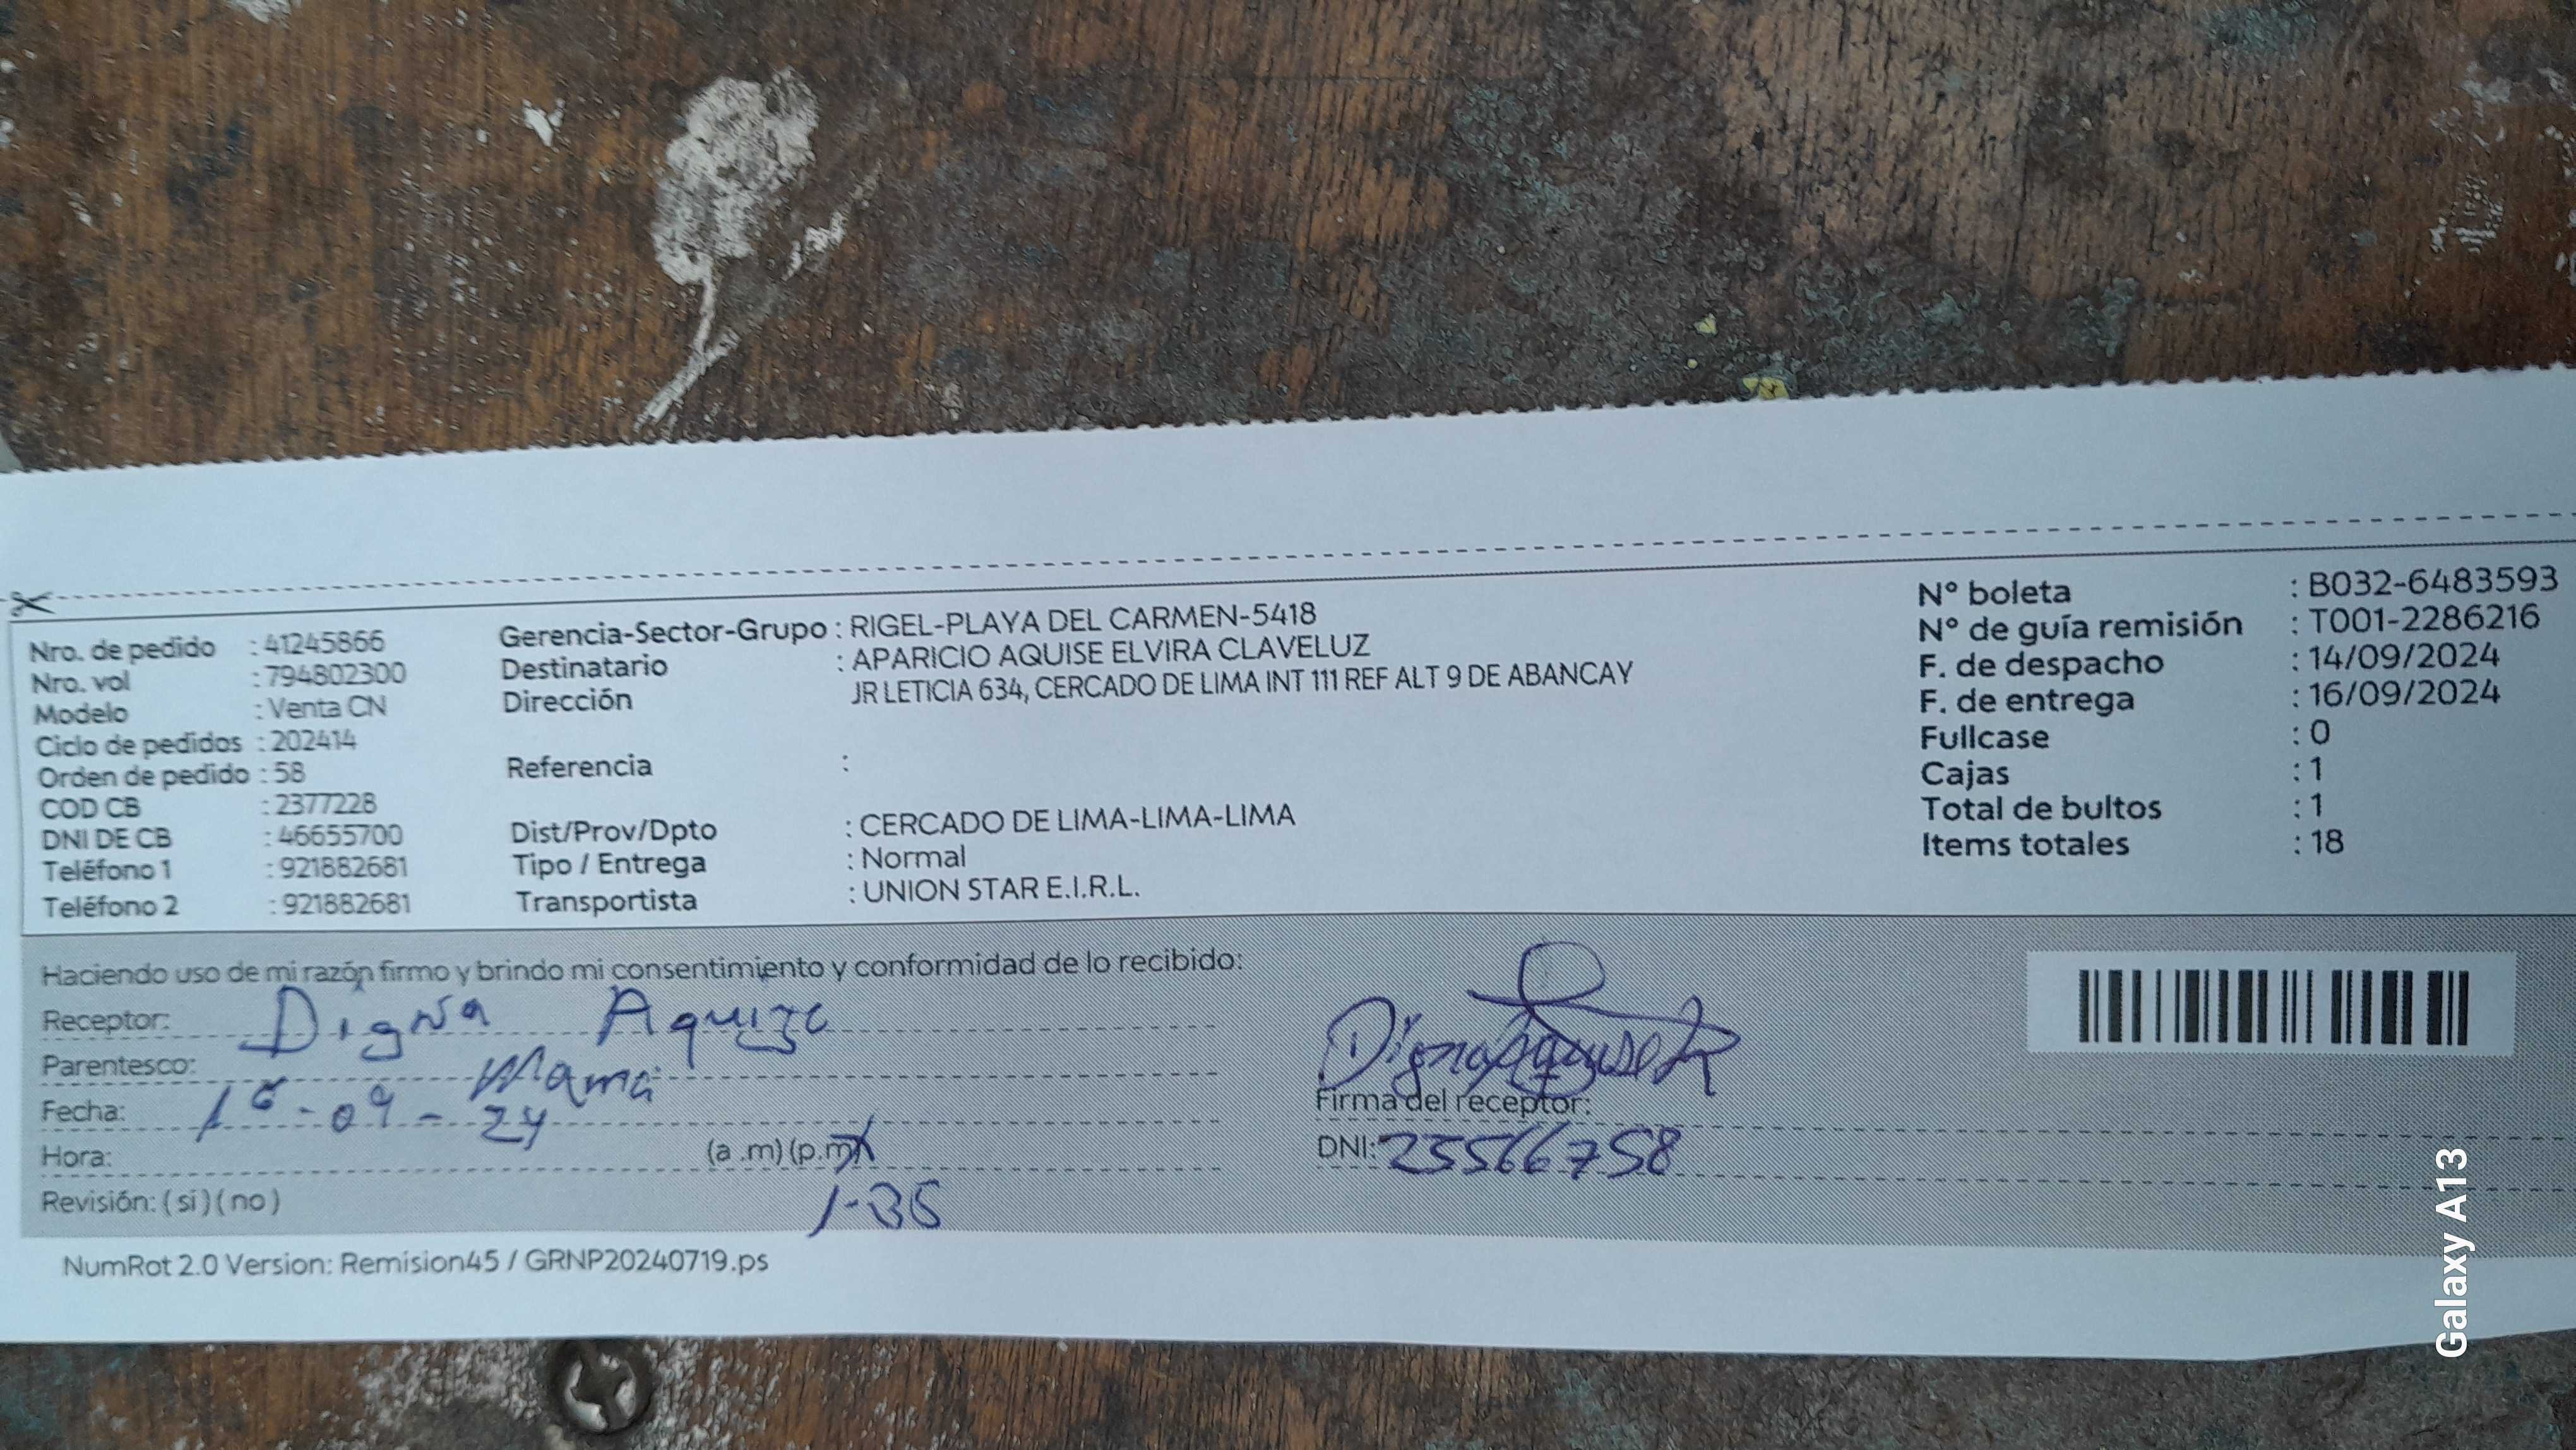 Nro. de pedido : 41245866
Nro. vol : 794802300
Modelo : Venta CN
Ciclo de pedidos : 202414
Orden de pedido : 58
COD CB : 2377228
DNI DE CB : 46655700
Teléfono 1 : 921882681
Teléfono 2 : 921882681
Gerencia-Sector-Grupo : RIGEL-PLAYA DEL CARMEN-5418
Destinatario : APARICIO AQUISE ELVIRA CLAVELUZ
Dirección JR LETICIA 634, CERCADO DE LIMA INT 111 REF ALT 9 DE ABANCAY
Referencia :
Dist/Prov/Dpto : CERCADO DE LIMA-LIMA-LIMA
Tipo / Entrega : Normal
Transportista : UNION STAR E.I.R.L.
N° boleta : B032-6483593
N° de guía remisión : T001-2286216
F. de despacho : 14/09/2024
F. de entrega : 16/09/2024
Fullcase : 0
Cajas : 1
Total de bultos : 1
Items totales : 18
Haciendo uso de mi razón firmo y brindo mi consentimiento y conformidad de lo recibido:
Receptor: Digna Aquise
Parentesco: Mamá
Fecha: 16-09-24
Hora: (a .m) (p.m)
1-35
Revisión: ( si ) ( no )
Firma del receptor:
DNI: 25566758
NumRot 2.0 Version: Remision45 / GRNP20240719.ps
Galaxy A13